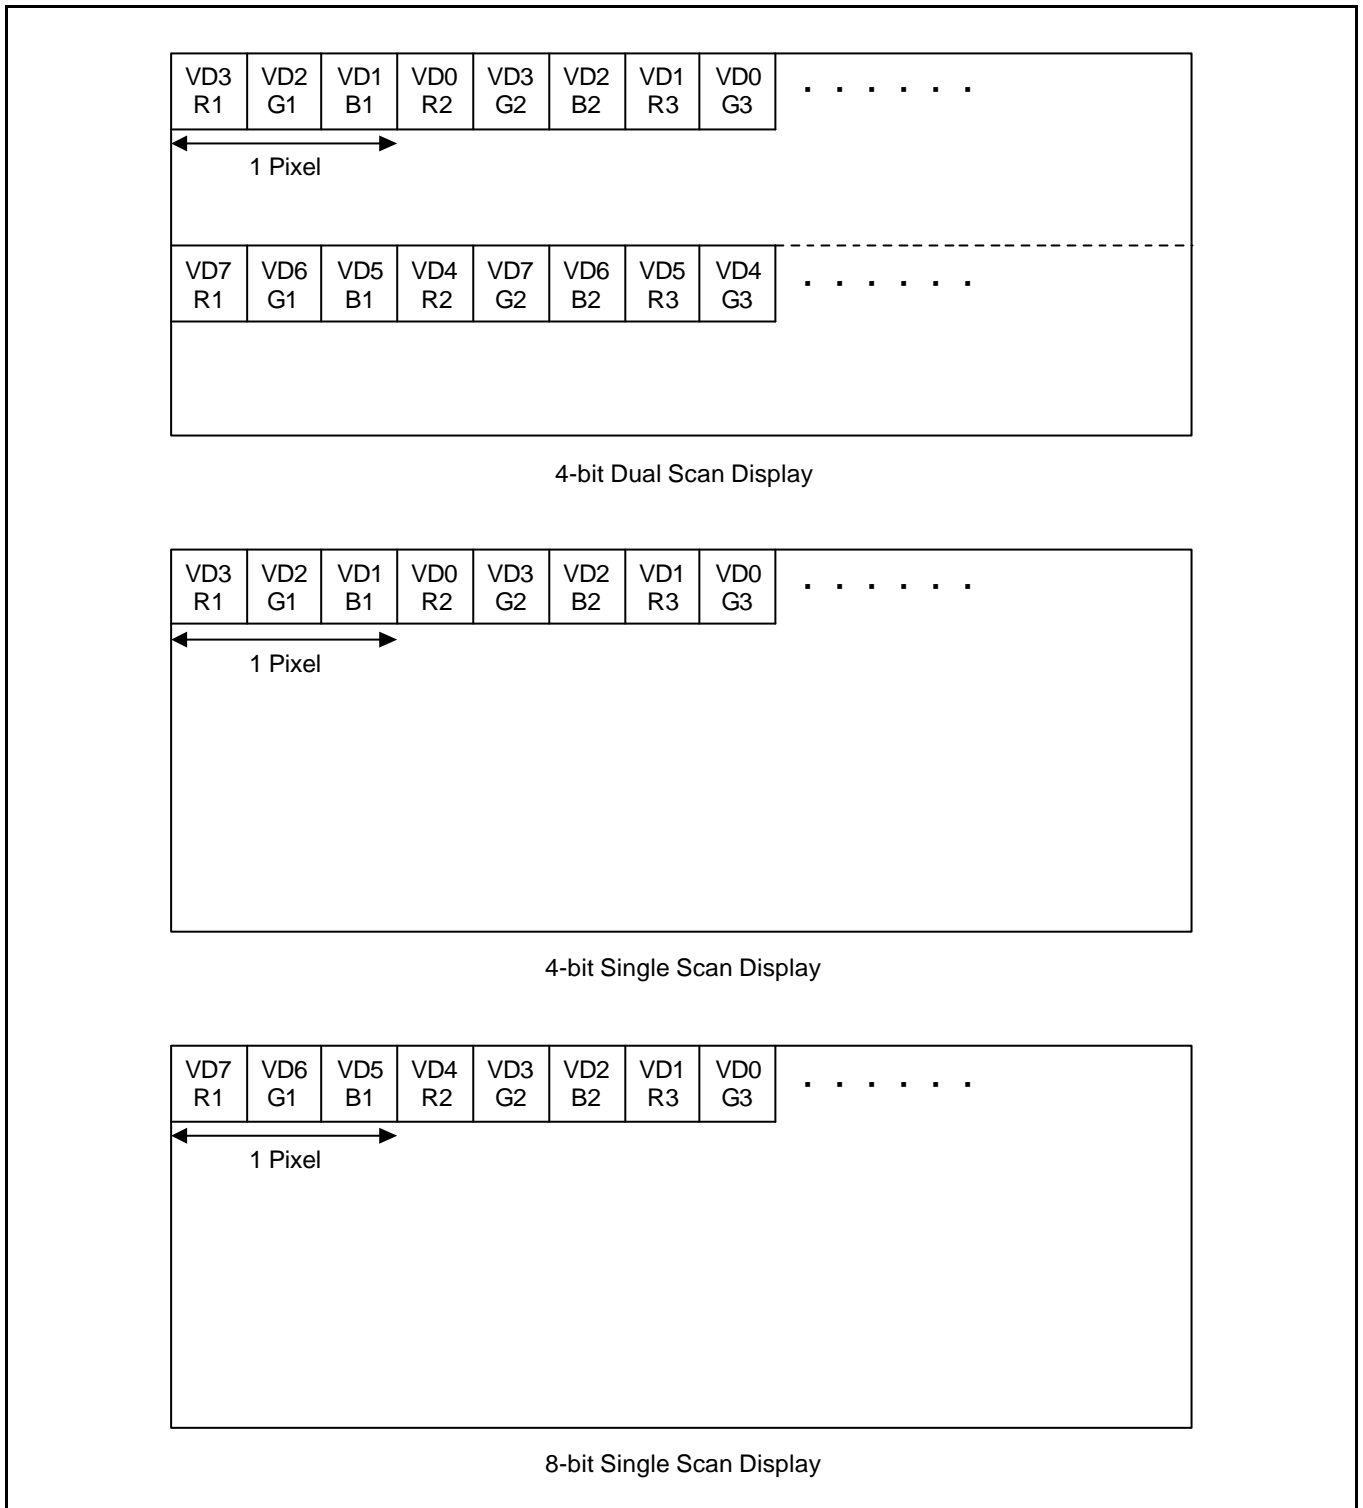 VD3 VD2 VD1 VD0 VD3 VD2 VD1 VD0 . . . . . .
R1 G1 B1 R2 G2 B2 R3 G3
1 Pixel
VD7 VD6 VD5 VD4 VD7 VD6 VD5 VD4 . . . . . .
R1 G1 B1 R2 G2 B2 R3 G3
4-bit Dual Scan Display
VD3 VD2 VD1 VD0 VD3 VD2 VD1 VD0 . . . . . .
R1 G1 B1 R2 G2 B2 R3 G3
1 Pixel
4-bit Single Scan Display
VD7 VD6 VD5 VD4 VD3 VD2 VD1 VD0 . . . . . .
R1 G1 B1 R2 G2 B2 R3 G3
1 Pixel
8-bit Single Scan Display